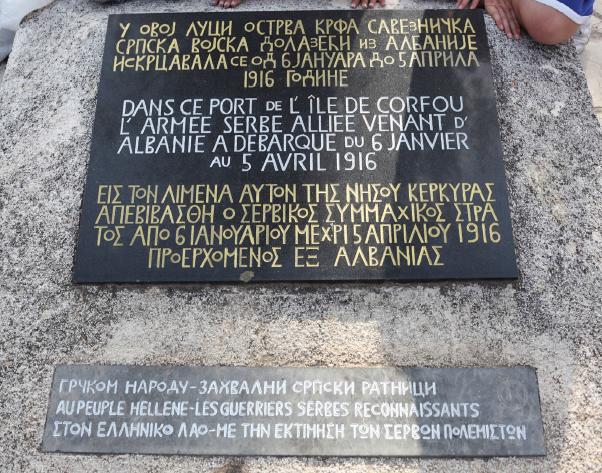 У ОВОЈ ЛУЦИ ОСТРВА КРФА САВЕЗНИЧКА
СРПСКА ВОЈСКА ДОЛАЗЕЋИ ИЗ АЛБАНИЈЕ
ИСКРЦАВАЛА СЕ ОД 6 ЈАНУАРА ДО 5 АПРИЛА
1916 ГОДИНЕ
DANS CE PORT DE L' ÎLE DE CORFOU
L' ARMÉE SERBE ALLIÉE VENANT D'
ALBANIE A DEBARQUE DU 6 JANVIER
AU 5 AVRIL 1916
ΕΙΣ ΤΟΝ ΛΙΜΕΝΑ ΑΥΤΟΝ ΤΗΣ ΝΗΣΟΥ ΚΕΡΚΥΡΑΣ
ΑΠΕΒΙΒΑΣΘΗ Ο ΣΕΡΒΙΚΟΣ ΣΥΜΜΑΧΙΚΟΣ ΣΤΡΑ
ΤΟΣ ΑΠΟ 6 ΙΑΝΟΥΑΡΙΟΥ ΜΕΧΡΙ 5 ΑΠΡΙΛΙΟΥ 1916
ΠΡΟΕΡΧΟΜΕΝΟΣ ΕΞ ΑΛΒΑΝΙΑΣ
ГРЧКОМ НАРОДУ-ЗАХВАЛНИ СРПСКИ РАТНИЦИ
AU PEUPLE HELLENE-LES GUERRIERS SERBES RECONNAISSANTS
ΣΤΟΝ ΕΛΛΗΝΙΚΟ ΛΑΟ-ΜΕ ΤΗΝ ΕΚΤΙΜΗΣΗ ΤΩΝ ΣΕΡΒΩΝ ΠΟΛΕΜΙΣΤΩΝ